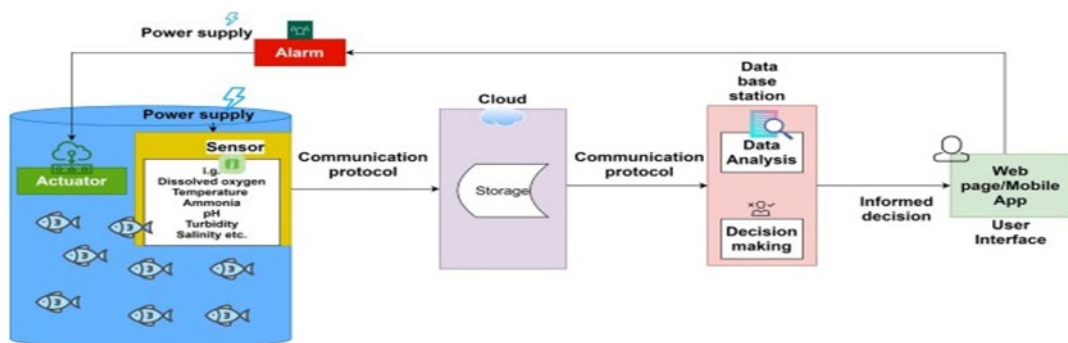 Power supply
Alarm
Power supply
Sensor
i.g.
Dissolved oxygen
Temperature
Ammonia
pH
Turbidity
Salinity etc.
Actuator
Communication
protocol
Cloud
Storage
Communication
protocol
Data
base
station
Data
Analysis
Decision
making
Informed
decision
Web
page/Mobile
App
User
Interface